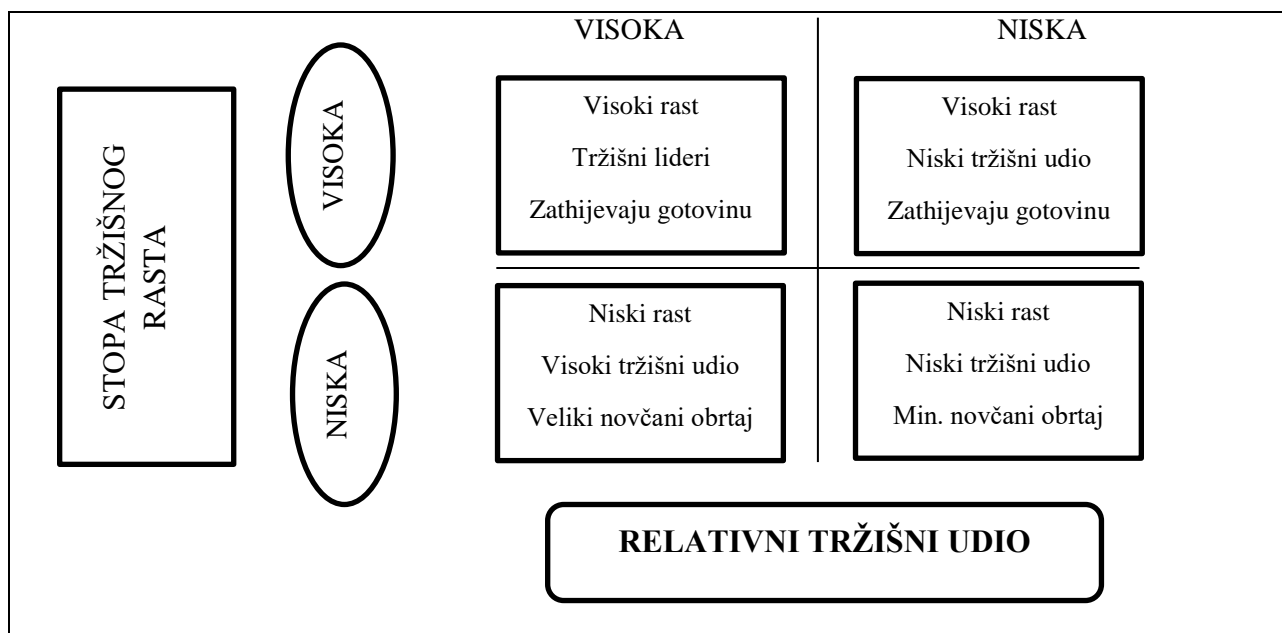 VISOKA
NISKA
STOPA TRŽIŠNOG
RASTA
VISOKA
Visoki rast
Tržišni lideri
Zathijevaju gotovinu
Visoki rast
Niski tržišni udio
Zathijevaju gotovinu
NISKA
Niski rast
Visoki tržišni udio
Veliki novčani obrtaj
Niski rast
Niski tržišni udio
Min. novčani obrtaj
RELATIVNI TRŽIŠNI UDIO